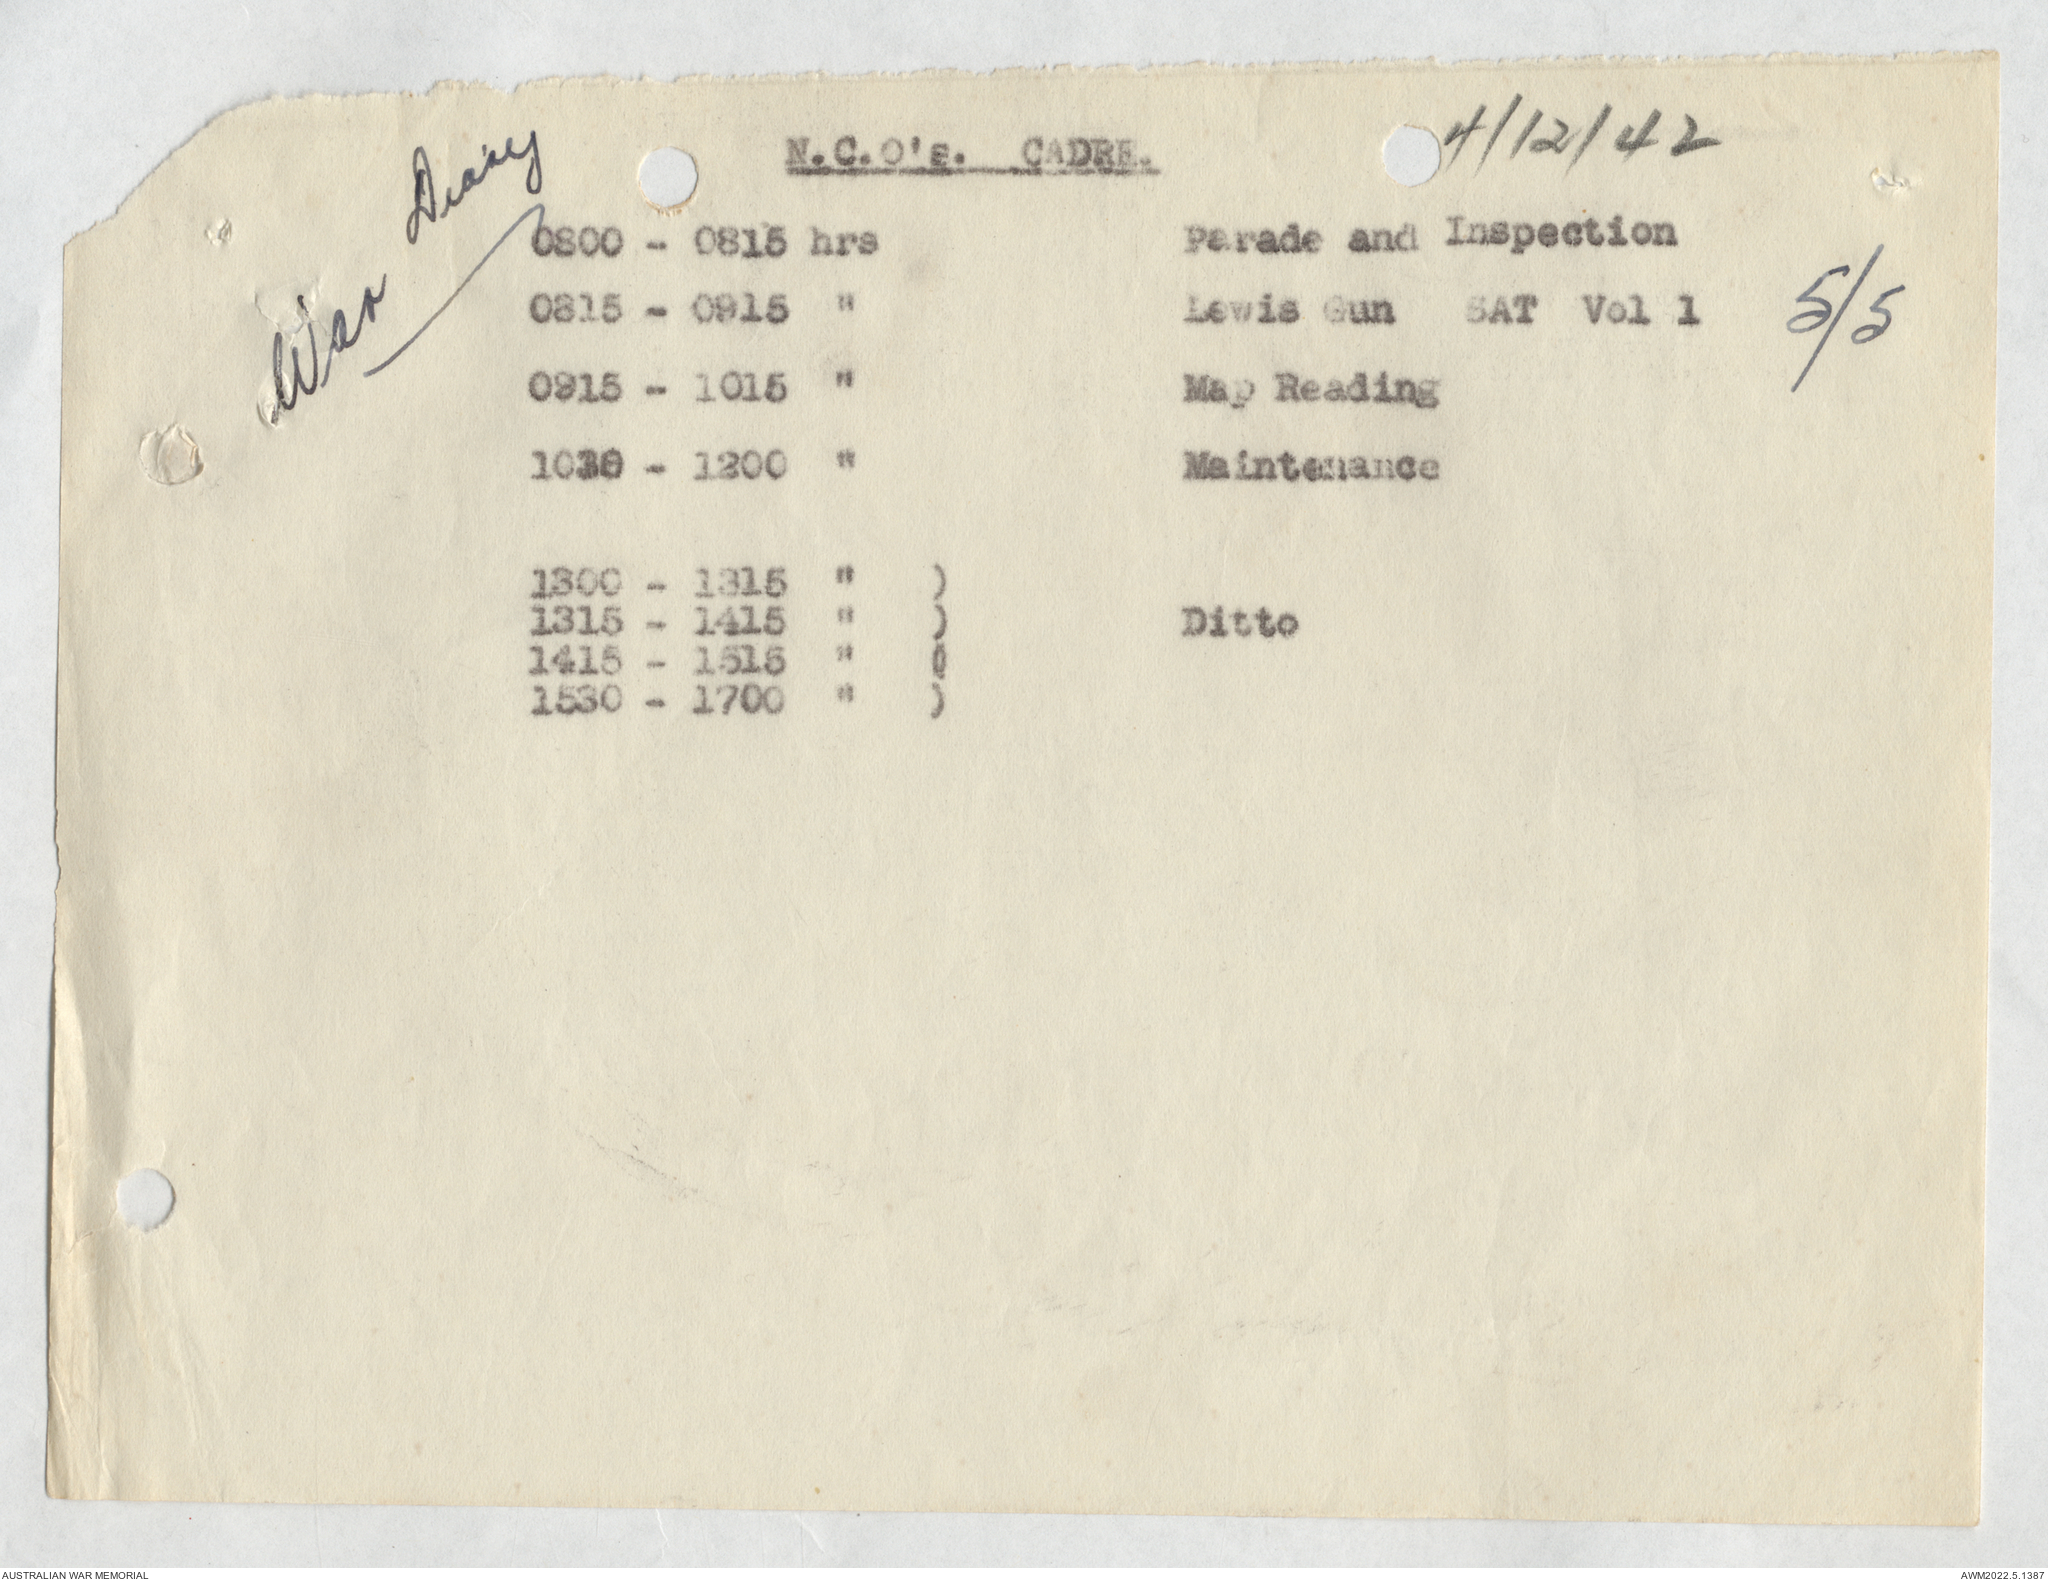 War Diary
N.C.O's. CADRE. 4/12/42
0800 - 0815 hrs Parade and Inspection
0815 - 0915 " Lewis Gun SAT Vol 1 5/5
0915 - 1015 " Map Reading
1030 - 1200 " Maintenance
1300 - 1315 " )
1315 - 1415 " ) Ditto
1415 - 1515 " )
1530 - 1700 " )
AUSTRALIAN WAR MEMORIAL AWM2022.5.1387